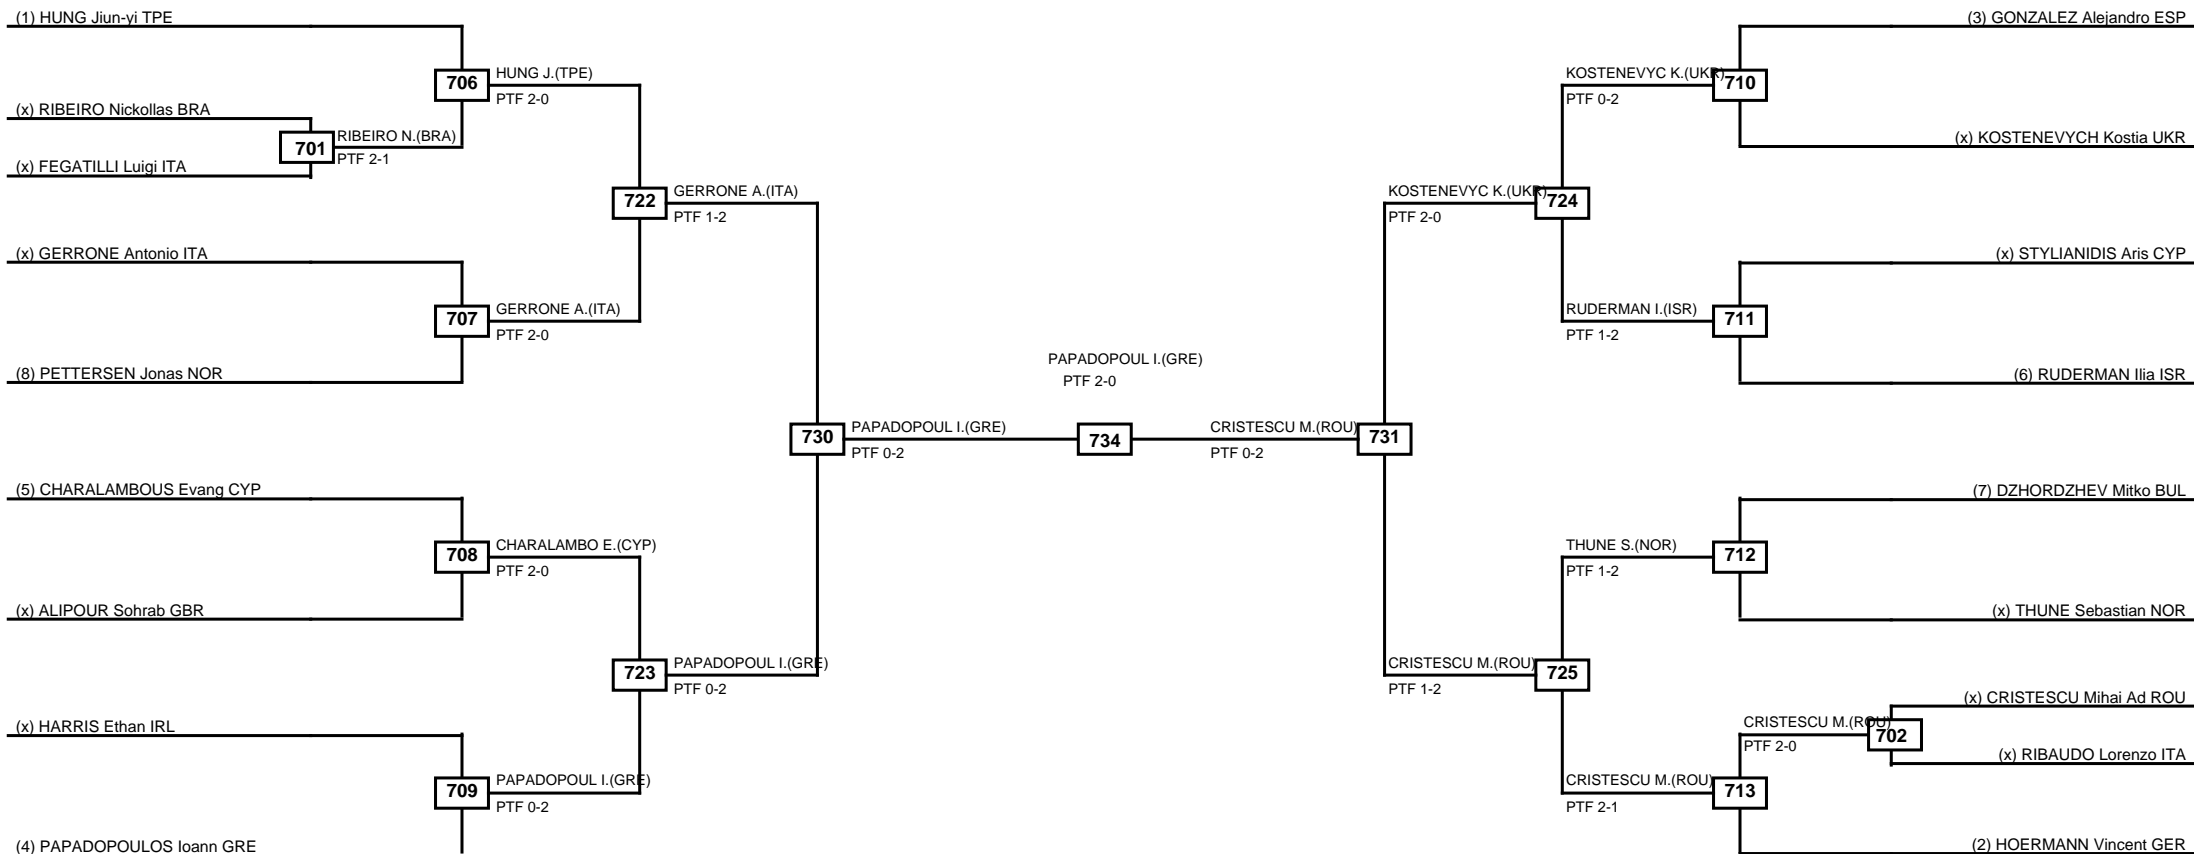 (1) HUNG Jiun-yi TPE
(x) RIBEIRO Nickollas BRA
(x) FEGATILLI Luigi ITA
(x) GERRONE Antonio ITA
(8) PETTERSEN Jonas NOR
(5) CHARALAMBOUS Evang CYP
(x) ALIPOUR Sohrab GBR
(x) HARRIS Ethan IRL
(4) PAPADOPOULOS Ioann GRE
701
RIBEIRO N.(BRA)
PTF 2-1
706
HUNG J.(TPE)
PTF 2-0
707
GERRONE A.(ITA)
PTF 2-0
708
CHARALAMBO E.(CYP)
PTF 2-0
709
PAPADOPOUL I.(GRE)
PTF 0-2
722
GERRONE A.(ITA)
PTF 1-2
723
PAPADOPOUL I.(GRE)
PTF 0-2
730
PAPADOPOUL I.(GRE)
PTF 0-2
PAPADOPOUL I.(GRE)
PTF 2-0
734
CRISTESCU M.(ROU)
PTF 0-2
731
KOSTENEVYC K.(UKR)
PTF 2-0
724
CRISTESCU M.(ROU)
PTF 1-2
725
KOSTENEVYC K.(UKR)
PTF 0-2
710
RUDERMAN I.(ISR)
PTF 1-2
711
THUNE S.(NOR)
PTF 1-2
712
CRISTESCU M.(ROU)
PTF 2-1
713
CRISTESCU M.(ROU)
PTF 2-0
702
(3) GONZALEZ Alejandro ESP
(x) KOSTENEVYCH Kostia UKR
(x) STYLIANIDIS Aris CYP
(6) RUDERMAN Ilia ISR
(7) DZHORDZHEV Mitko BUL
(x) THUNE Sebastian NOR
(x) CRISTESCU Mihai Ad ROU
(x) RIBAUDO Lorenzo ITA
(2) HOERMANN Vincent GER